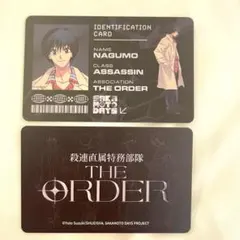 IDENTIFICATION
CARD
NAME
NAGUMO
CLASS
ASSASSIN
ASSOCIATION
THE ORDER
SAKAMOTO
DAYS
殺連直属特務部隊
THE
ORDER
©Yuto Suzuki/SHUEISHA, SAKAMOTO DAYS PROJECT